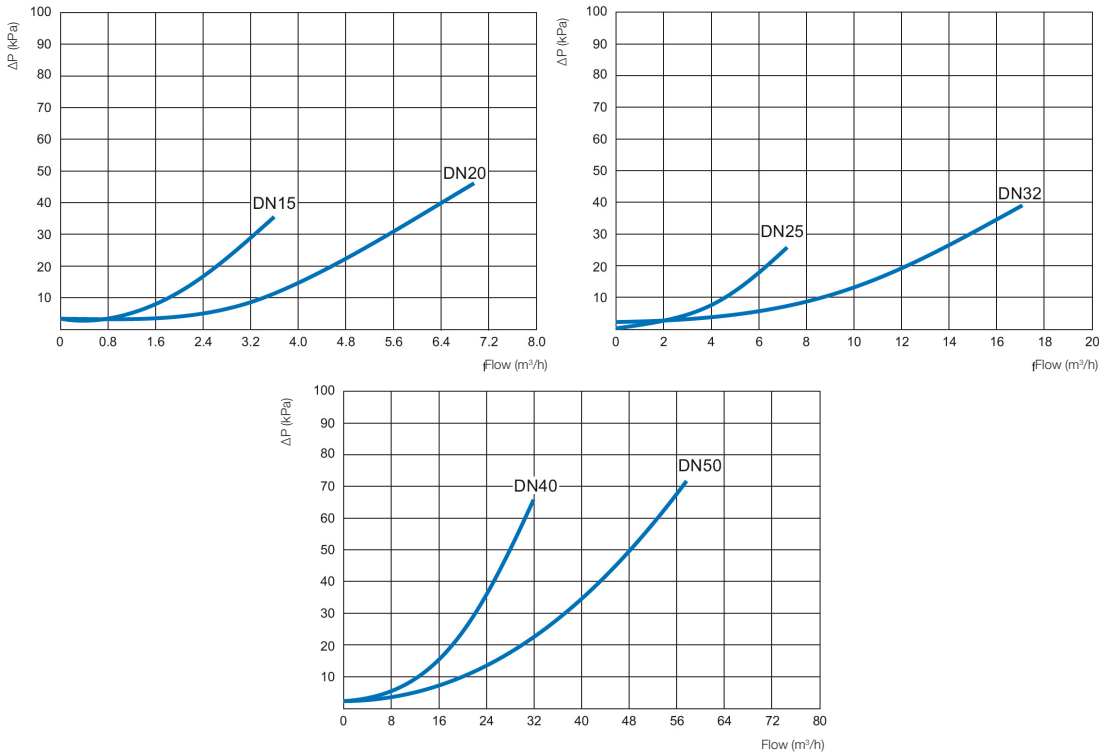 ΔP (kPa)
100
90
80
70
60
50
40
30
20
10
DN15
DN20
0 0.8 1.6 2.4 3.2 4.0 4.8 5.6 6.4 7.2 8.0
fFlow (m³/h)
ΔP (kPa)
100
90
80
70
60
50
40
30
20
10
DN25
DN32
0 2 4 6 8 10 12 14 16 18 20
fFlow (m³/h)
ΔP (kPa)
100
90
80
70
60
50
40
30
20
10
DN40
DN50
0 8 16 24 32 40 48 56 64 72 80
Flow (m³/h)